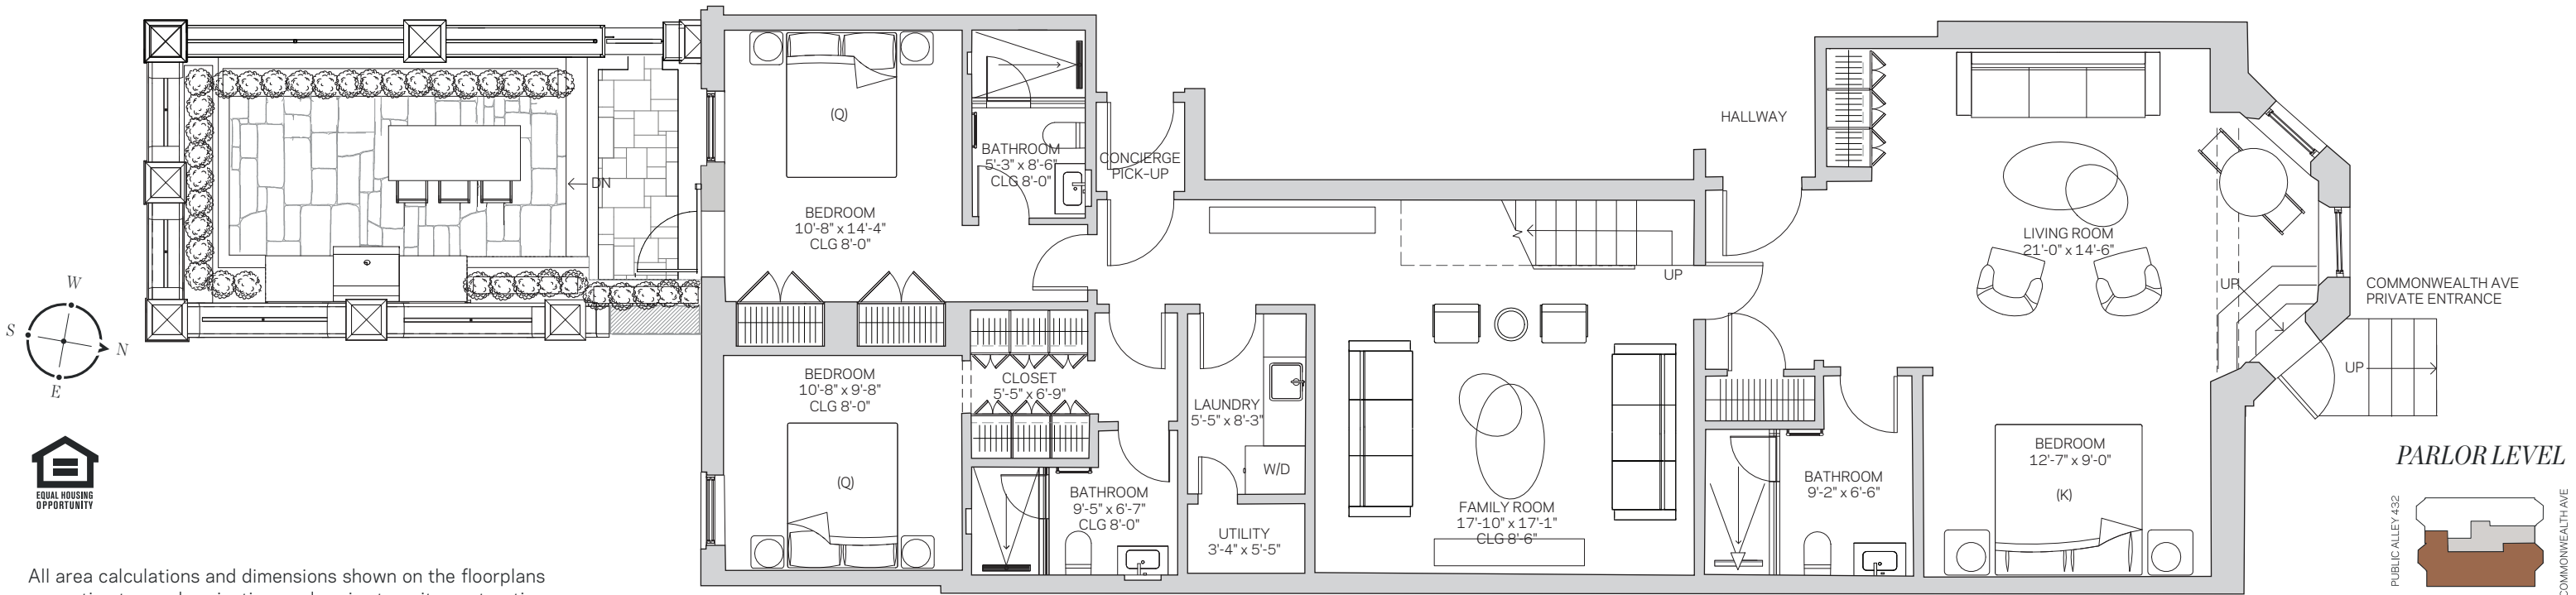 DN
W
S
N
E
EQUAL HOUSING
OPPORTUNITY
All area calculations and dimensions shown on the floorplans
(Q)
BEDROOM
10'-8" x 14'-4"
CLG 8'-0"
BATHROOM
5'-3" x 8'-6"
CLG 8'-0"
CONCIERGE
PICK-UP
BEDROOM
10'-8" x 9'-8"
CLG 8'-0"
(Q)
CLOSET
5'-5" x 6'-9"
BATHROOM
9'-5" x 6'-7"
CLG 8'-0"
LAUNDRY
5'-5" x 8'-3"
W/D
UTILITY
3'-4" x 5'-5"
UP
FAMILY ROOM
17'-10" x 17'-1"
CLG 8'-6"
HALLWAY
BATHROOM
9'-2" x 6'-6"
LIVING ROOM
21'-0" x 14'-6"
UP
BEDROOM
12'-7" x 9'-0"
(K)
COMMONWEALTH AVE
PRIVATE ENTRANCE
UP
PARLOR LEVEL
PUBLIC ALLEY 432
COMMONWEALTH AVE